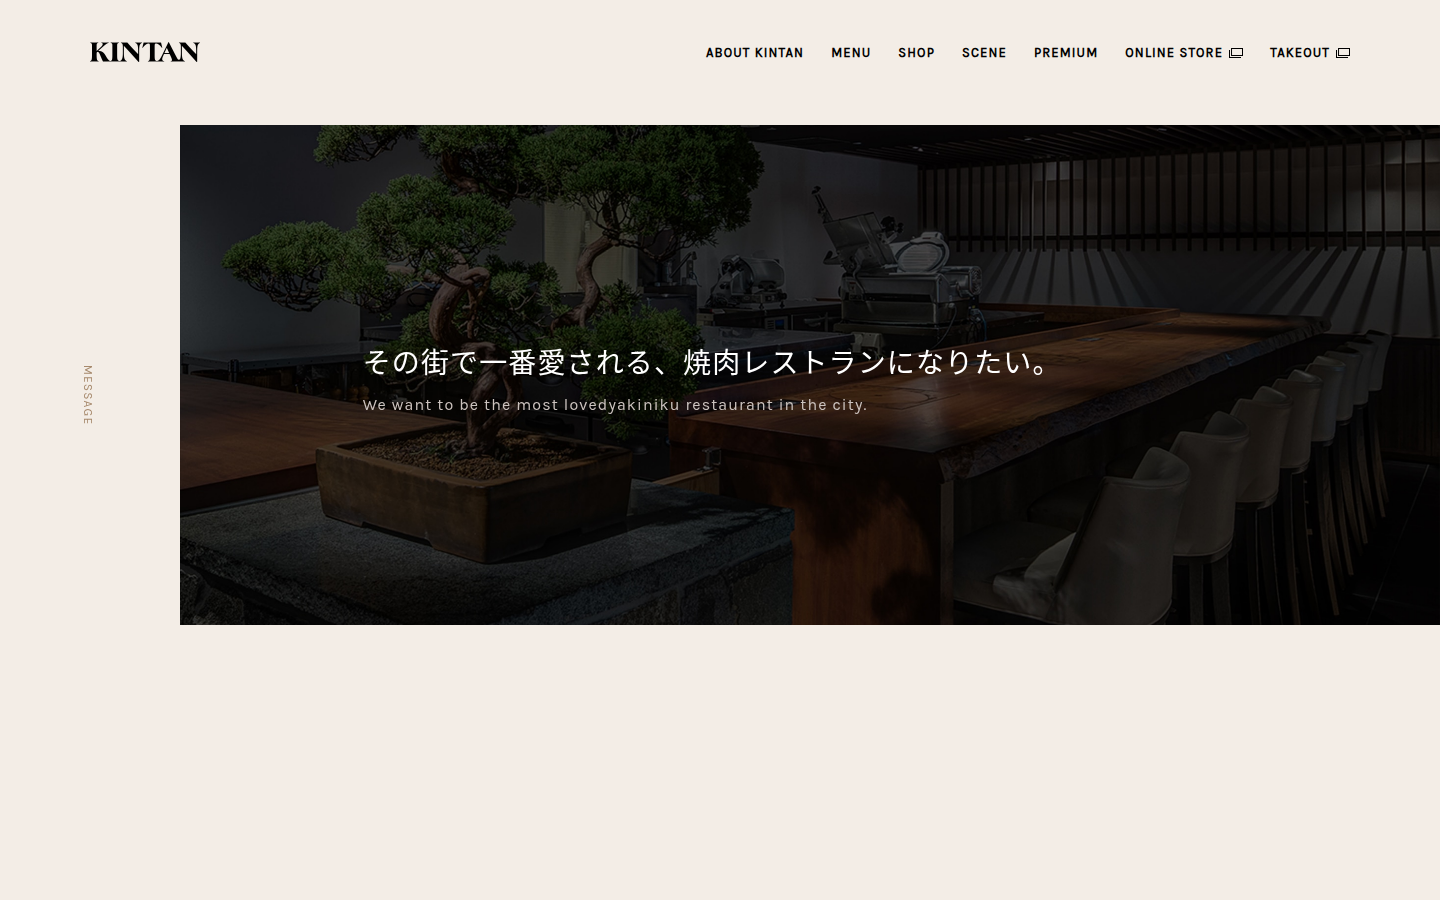 KINTAN
ABOUT KINTAN MENU SHOP SCENE PREMIUM ONLINE STORE TAKEOUT
MESSAGE
その街で一番愛される、焼肉レストランになりたい。
We want to be the most lovedyakiniku restaurant in the city.